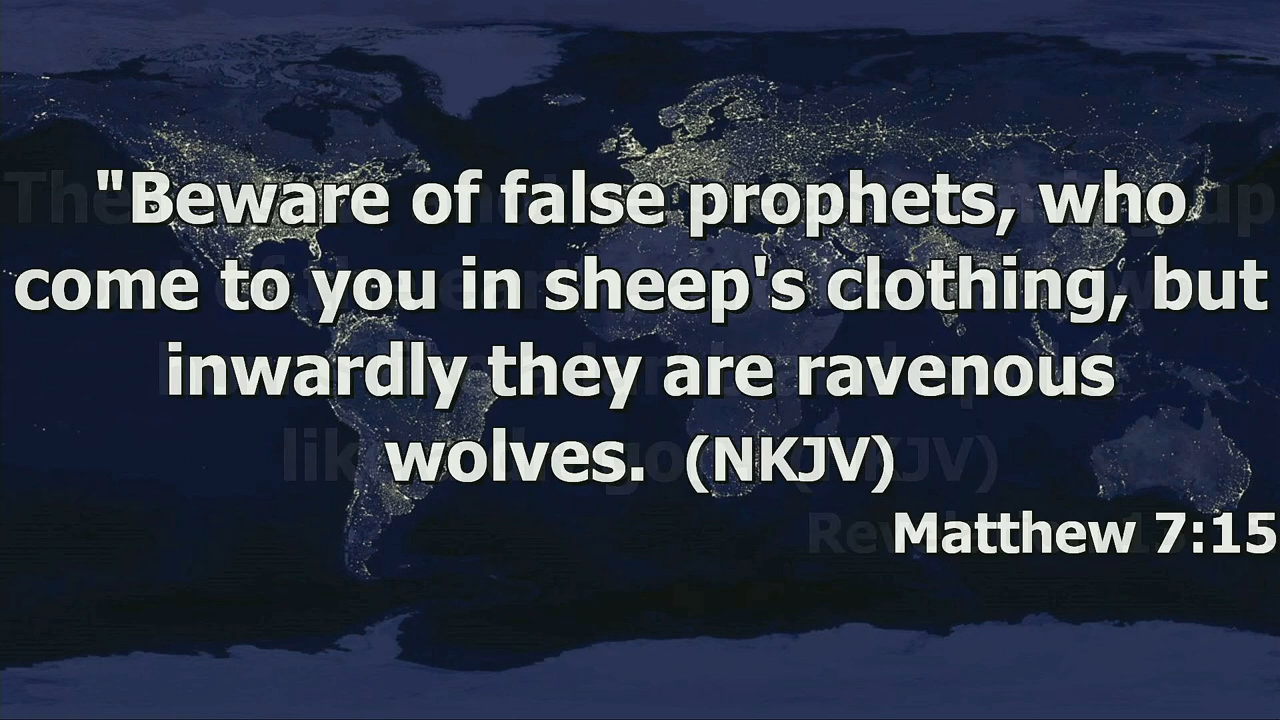 "Beware of false prophets, who
come to you in sheep's clothing, but
inwardly they are ravenous
wolves. (NKJV)
Matthew 7:15